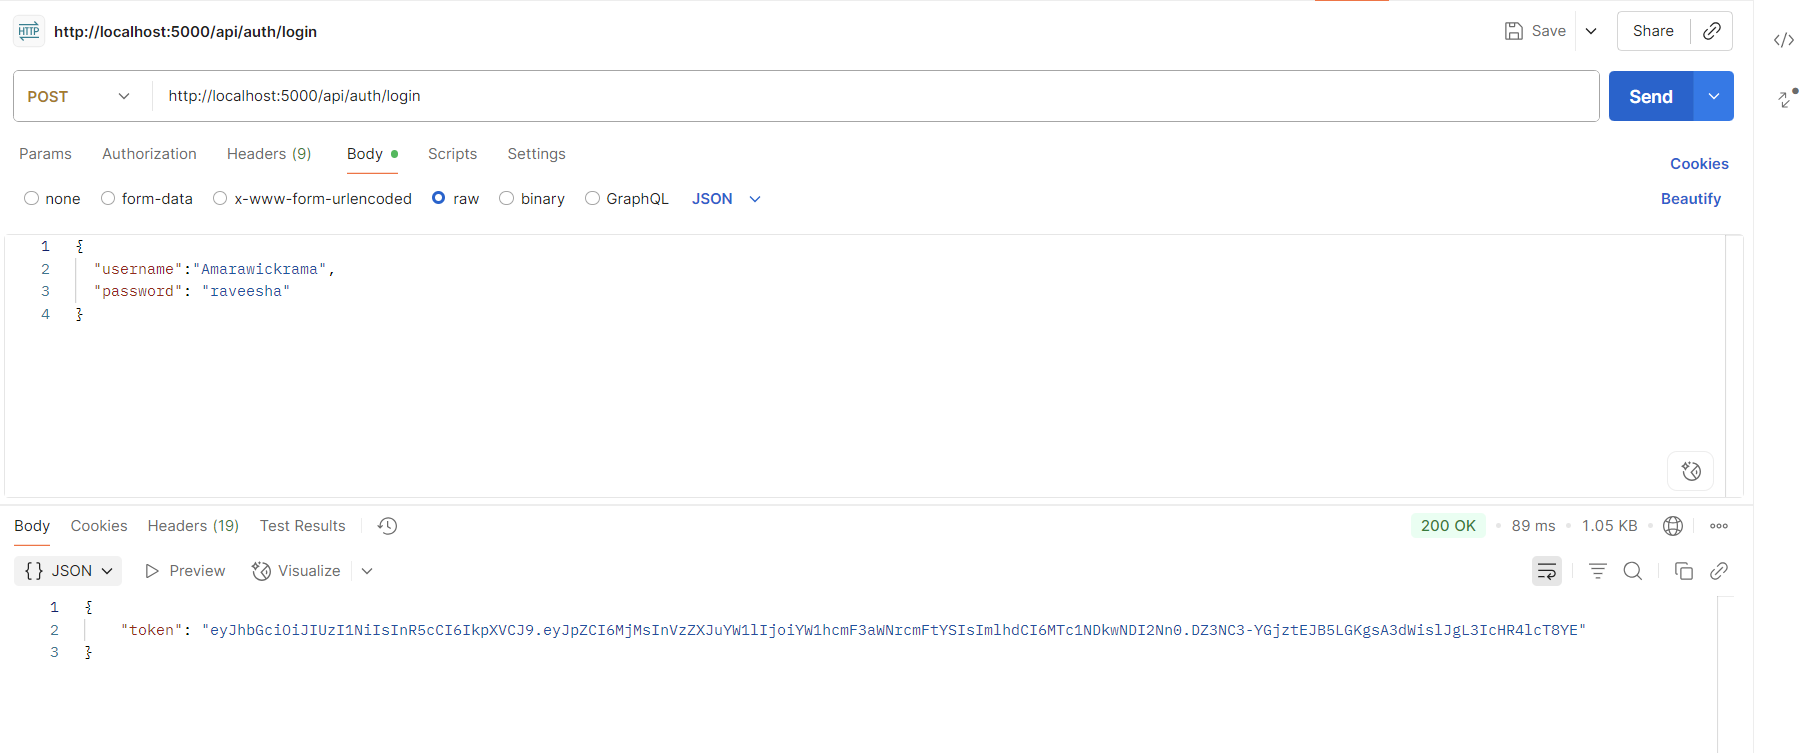 HTTP http://localhost:5000/api/auth/login Save Share
POST http://localhost:5000/api/auth/login Send
Params Authorization Headers (9) Body Scripts Settings Cookies
none form-data x-www-form-urlencoded raw binary GraphQL JSON Beautify
1 {
2 "username":"Amarawickrama",
3 "password": "raveesha"
4 }
Body Cookies Headers (19) Test Results 200 OK 89 ms 1.05 KB
{} JSON Preview Visualize
1 {
2 "token": "eyJhbGciOiJIUzI1NiIsInR5cCI6IkpXVCJ9.eyJpZCI6MjMsInVzZXJuYW1lIjoiYW1hcmF3aWNrcmFtYSIsImlhdCI6MTc1NDkwNDI2Nn0.DZ3NC3-YGjztEJB5LGKgsA3dWislJgL3IcHR4lcT8YE"
3 }